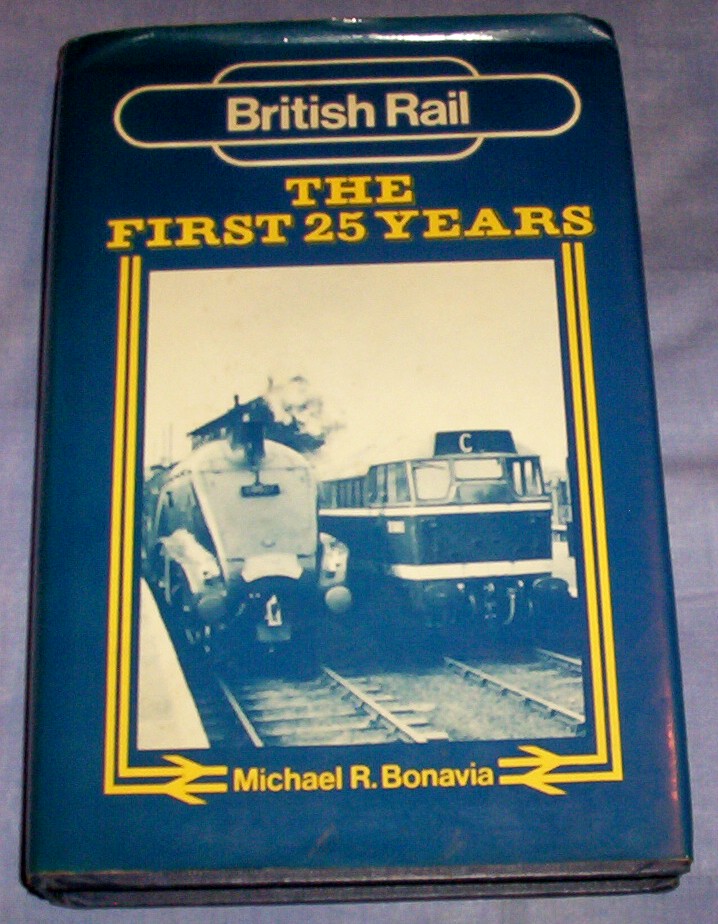 British Rail
THE
FIRST 25 YEARS
C
Michael R. Bonavia